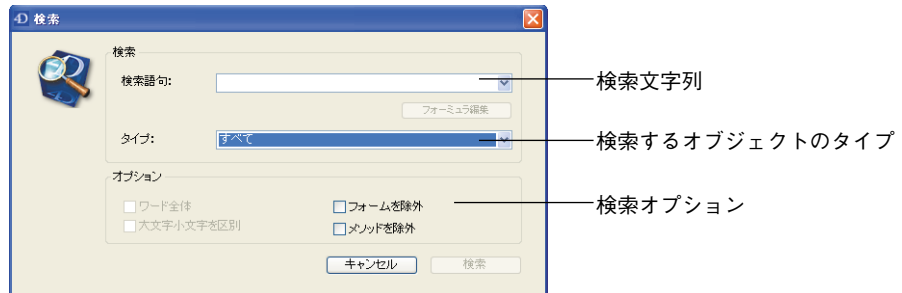 4D 検索
検索
検索語句:
検索文字列
フォーミュラ編集
タイプ:
すべて
検索するオブジェクトのタイプ
オプション
ワード全体
フォームを除外
検索オプション
大文字小文字を区別
メソッドを除外
キャンセル
検索